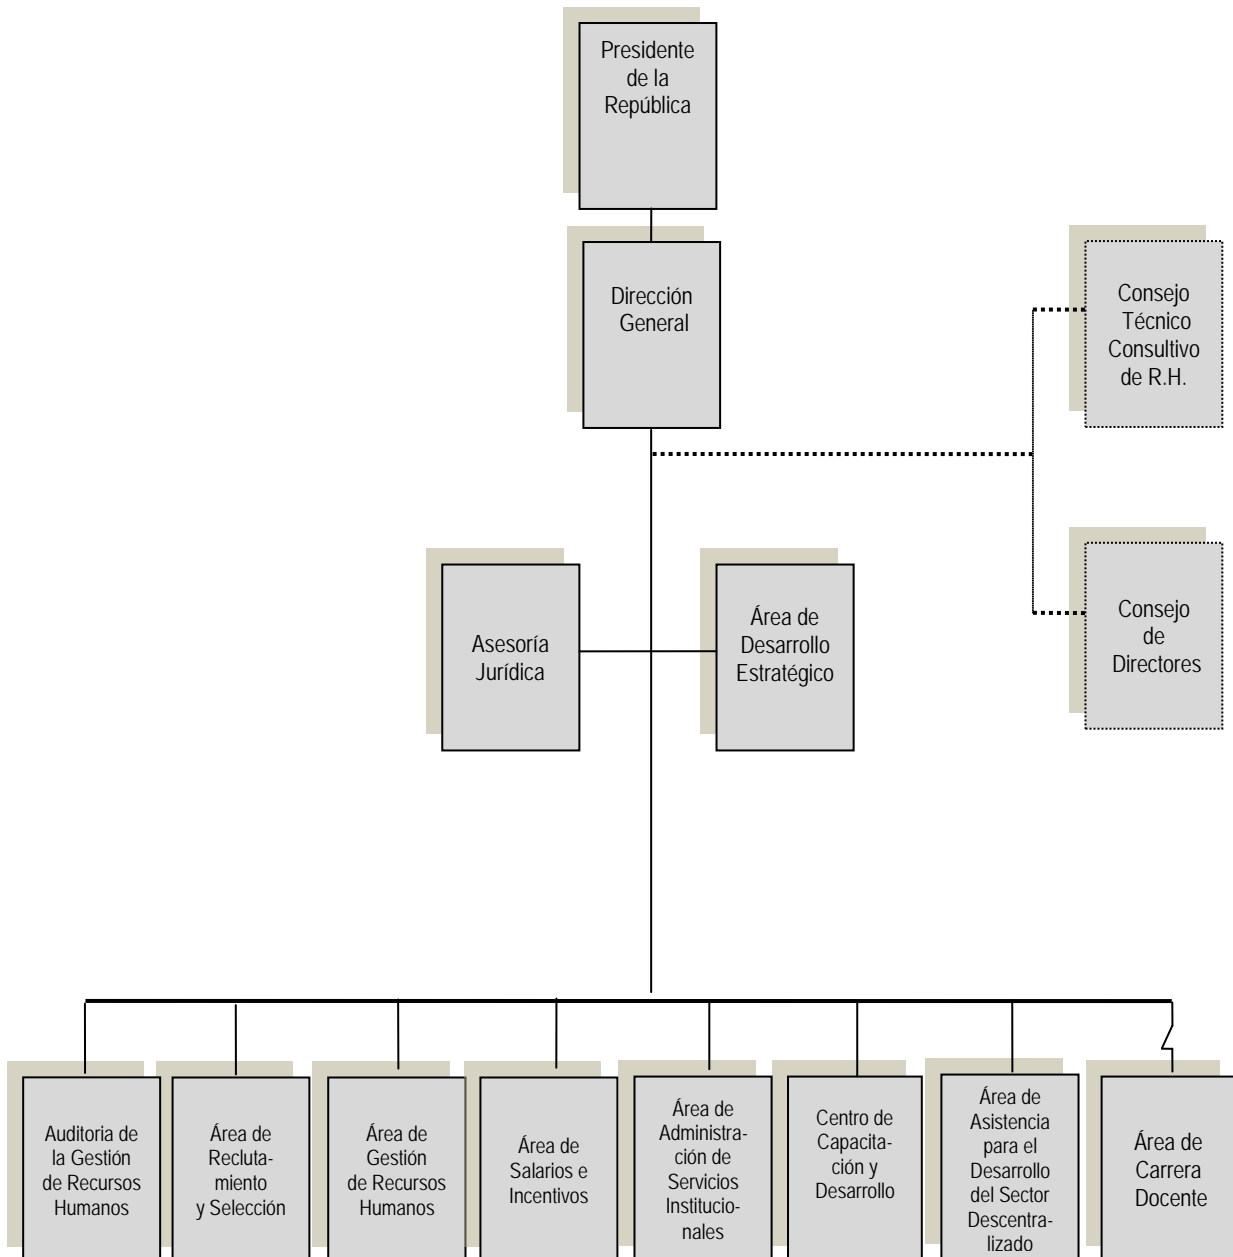 Presidente
de la
República
Dirección
General
Consejo
Técnico
Consultivo
de R.H.
Asesoría
Jurídica
Área de
Desarrollo
Estratégico
Consejo
de
Directores
Auditoria de
la Gestión
de Recursos
Humanos
Área de
Recluta-
miento
y Selección
Área de
Gestión
de Recursos
Humanos
Área de
Salarios e
Incentivos
Área de
Administra-
ción de
Servicios
Institucio-
nales
Centro de
Capacita-
ción y
Desarrollo
Área de
Asistencia
para el
Desarrollo
del Sector
Descentra-
lizado
Área de
Carrera
Docente